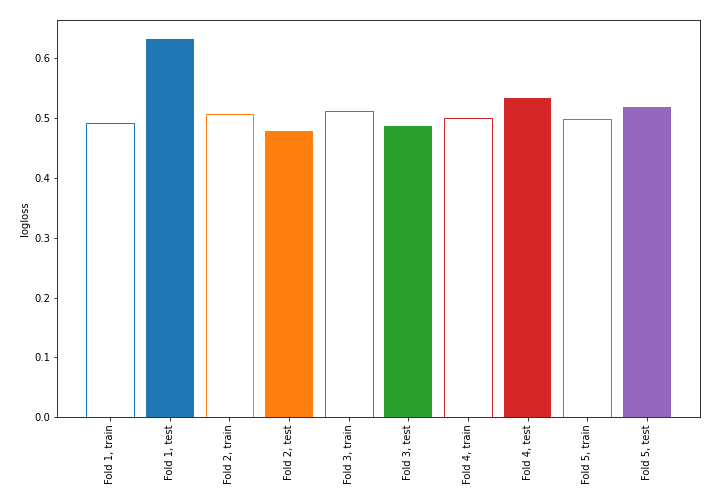 0.6
0.5
0.4
0.3
0.2
0.1
0.0
logloss
Fold 1, train
Fold 1, test
Fold 2, train
Fold 2, test
Fold 3, train
Fold 3, test
Fold 4, train
Fold 4, test
Fold 5, train
Fold 5, test